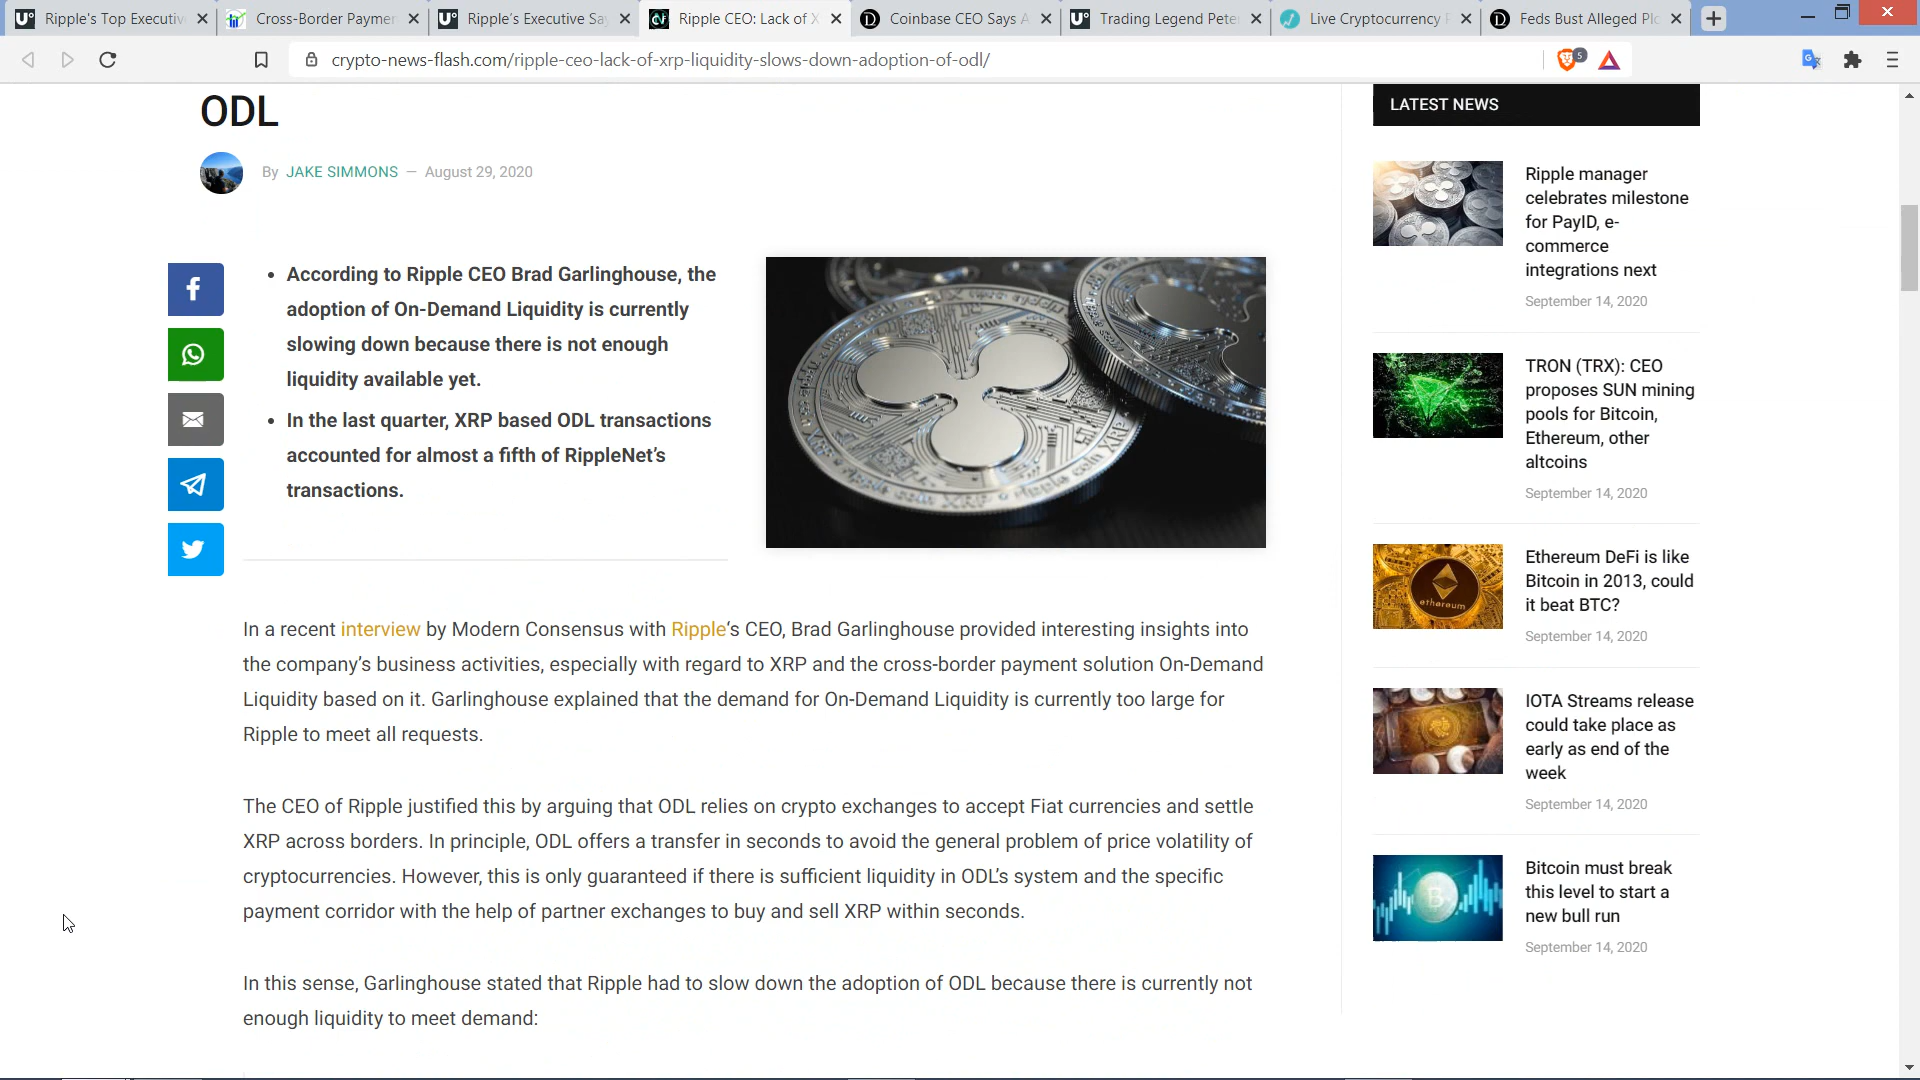 Ripple's Top Executiv
Cross-Border Paymen
Ripple's Executive Sa
Ripple CEO: Lack of X
Coinbase CEO Says A
Trading Legend Pete
Live Cryptocurrency P
Feds Bust Alleged Plo
crypto-news-flash.com/ripple-ceo-lack-of-xrp-liquidity-slows-down-adoption-of-odl/
5
ODL
By JAKE SIMMONS — August 29, 2020
• According to Ripple CEO Brad Garlinghouse, the
adoption of On-Demand Liquidity is currently
slowing down because there is not enough
liquidity available yet.
• In the last quarter, XRP based ODL transactions
accounted for almost a fifth of RippleNet's
transactions.
In a recent interview by Modern Consensus with Ripple's CEO, Brad Garlinghouse provided interesting insights into
the company's business activities, especially with regard to XRP and the cross-border payment solution On-Demand
Liquidity based on it. Garlinghouse explained that the demand for On-Demand Liquidity is currently too large for
Ripple to meet all requests.
The CEO of Ripple justified this by arguing that ODL relies on crypto exchanges to accept Fiat currencies and settle
XRP across borders. In principle, ODL offers a transfer in seconds to avoid the general problem of price volatility of
cryptocurrencies. However, this is only guaranteed if there is sufficient liquidity in ODL's system and the specific
payment corridor with the help of partner exchanges to buy and sell XRP within seconds.
In this sense, Garlinghouse stated that Ripple had to slow down the adoption of ODL because there is currently not
enough liquidity to meet demand:
LATEST NEWS
Ripple manager
celebrates milestone
for PayID, e-
commerce
integrations next
September 14, 2020
TRON (TRX): CEO
proposes SUN mining
pools for Bitcoin,
Ethereum, other
altcoins
September 14, 2020
ethereum
Ethereum DeFi is like
Bitcoin in 2013, could
it beat BTC?
September 14, 2020
IOTA Streams release
could take place as
early as end of the
week
September 14, 2020
Bitcoin must break
this level to start a
new bull run
September 14, 2020